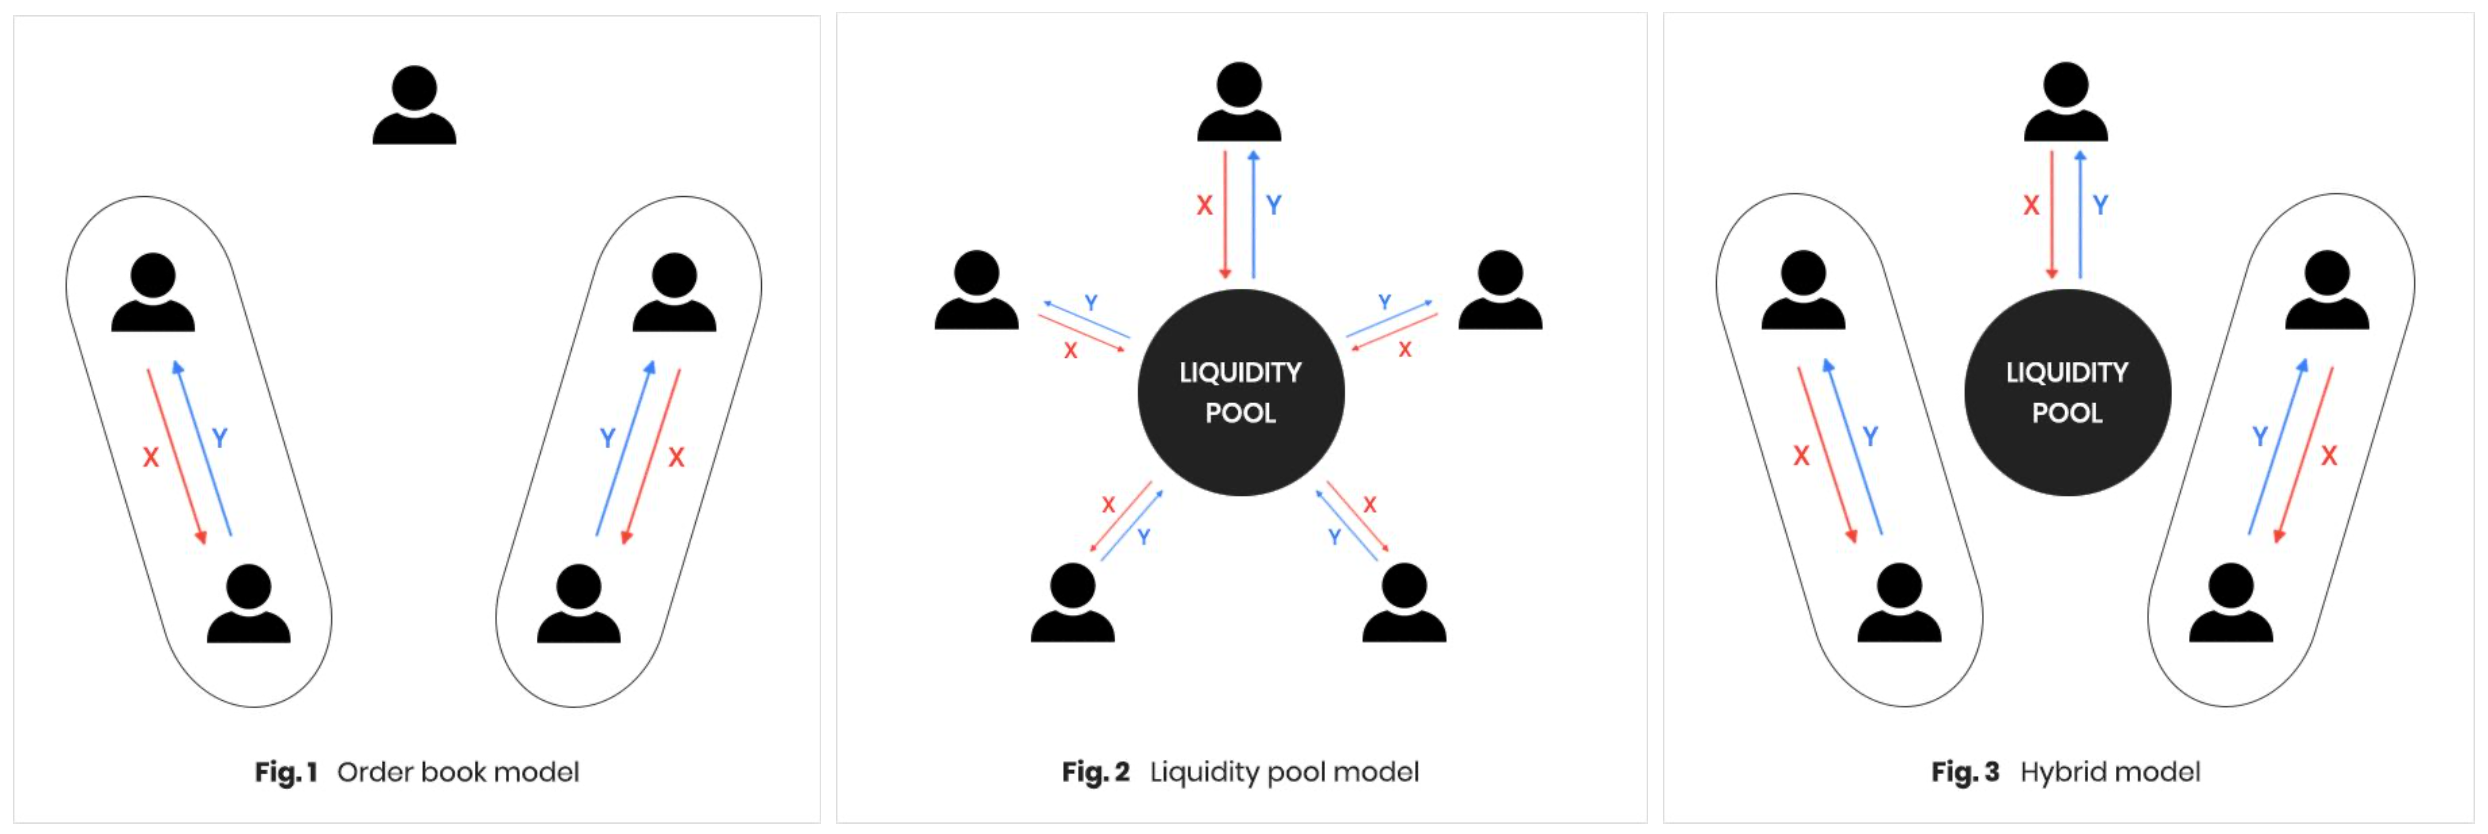 X
Y
Y
X
Fig. 1 Order book model
X
Y
Y
X
Y
X
LIQUIDITY
POOL
X
Y
X
Y
Fig. 2 Liquidity pool model
X
Y
LIQUIDITY
POOL
X
Y
Y
X
Fig. 3 Hybrid model